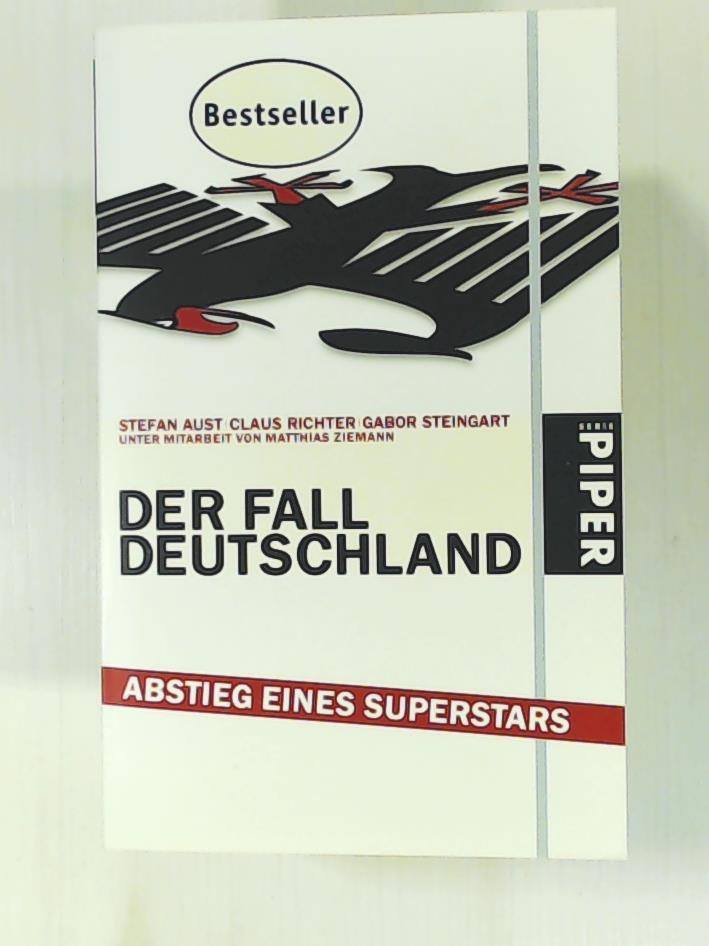 Bestseller
STEFAN AUST | CLAUS RICHTER | GABOR STEINGART
UNTER MITARBEIT VON MATTHIAS ZIEMANN
DER FALL
DEUTSCHLAND
SERIE
PIPER
ABSTIEG EINES SUPERSTARS